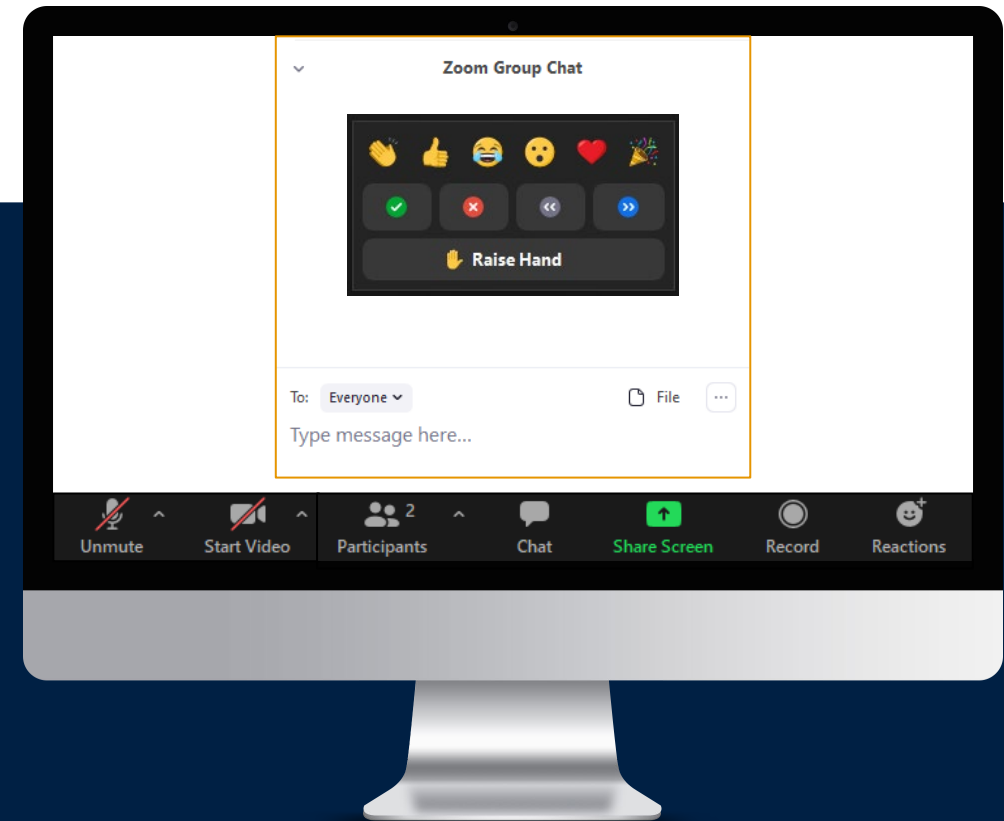 Zoom Group Chat
Raise Hand
To: Everyone File
Type message here...
2
Unmute Start Video Participants Chat Share Screen Record Reactions